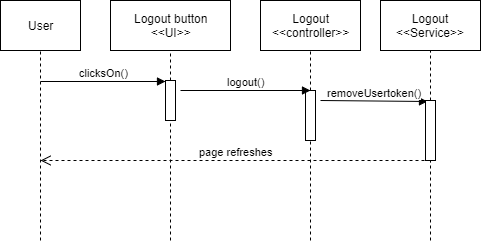 User
Logout button
<<UI>>
Logout
<<controller>>
Logout
<<Service>>
clicksOn()
logout()
removeUsertoken()
page refreshes